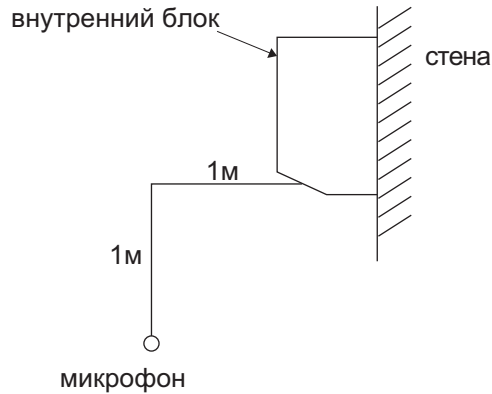 внутренний блок
стена
1м
1м
микрофон